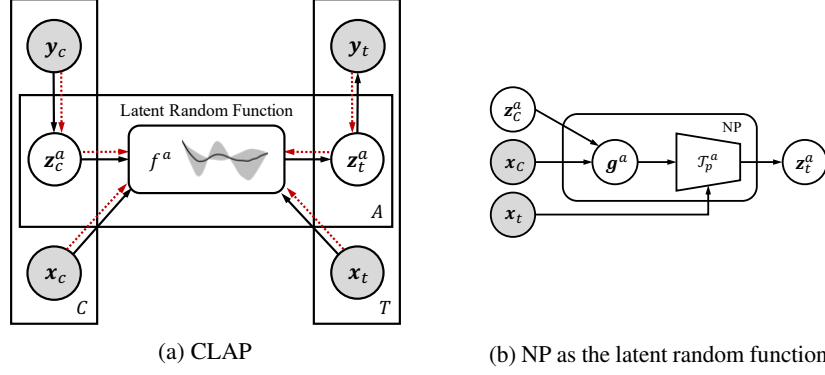 y_c
y_t
Latent Random Function
z_c^a
f^a
z_t^a
A
x_c
x_t
C
T
(a) CLAP
z_C^a
NP
x_C
g^a
𝒯_p^a
z_t^a
x_t
(b) NP as the latent random function